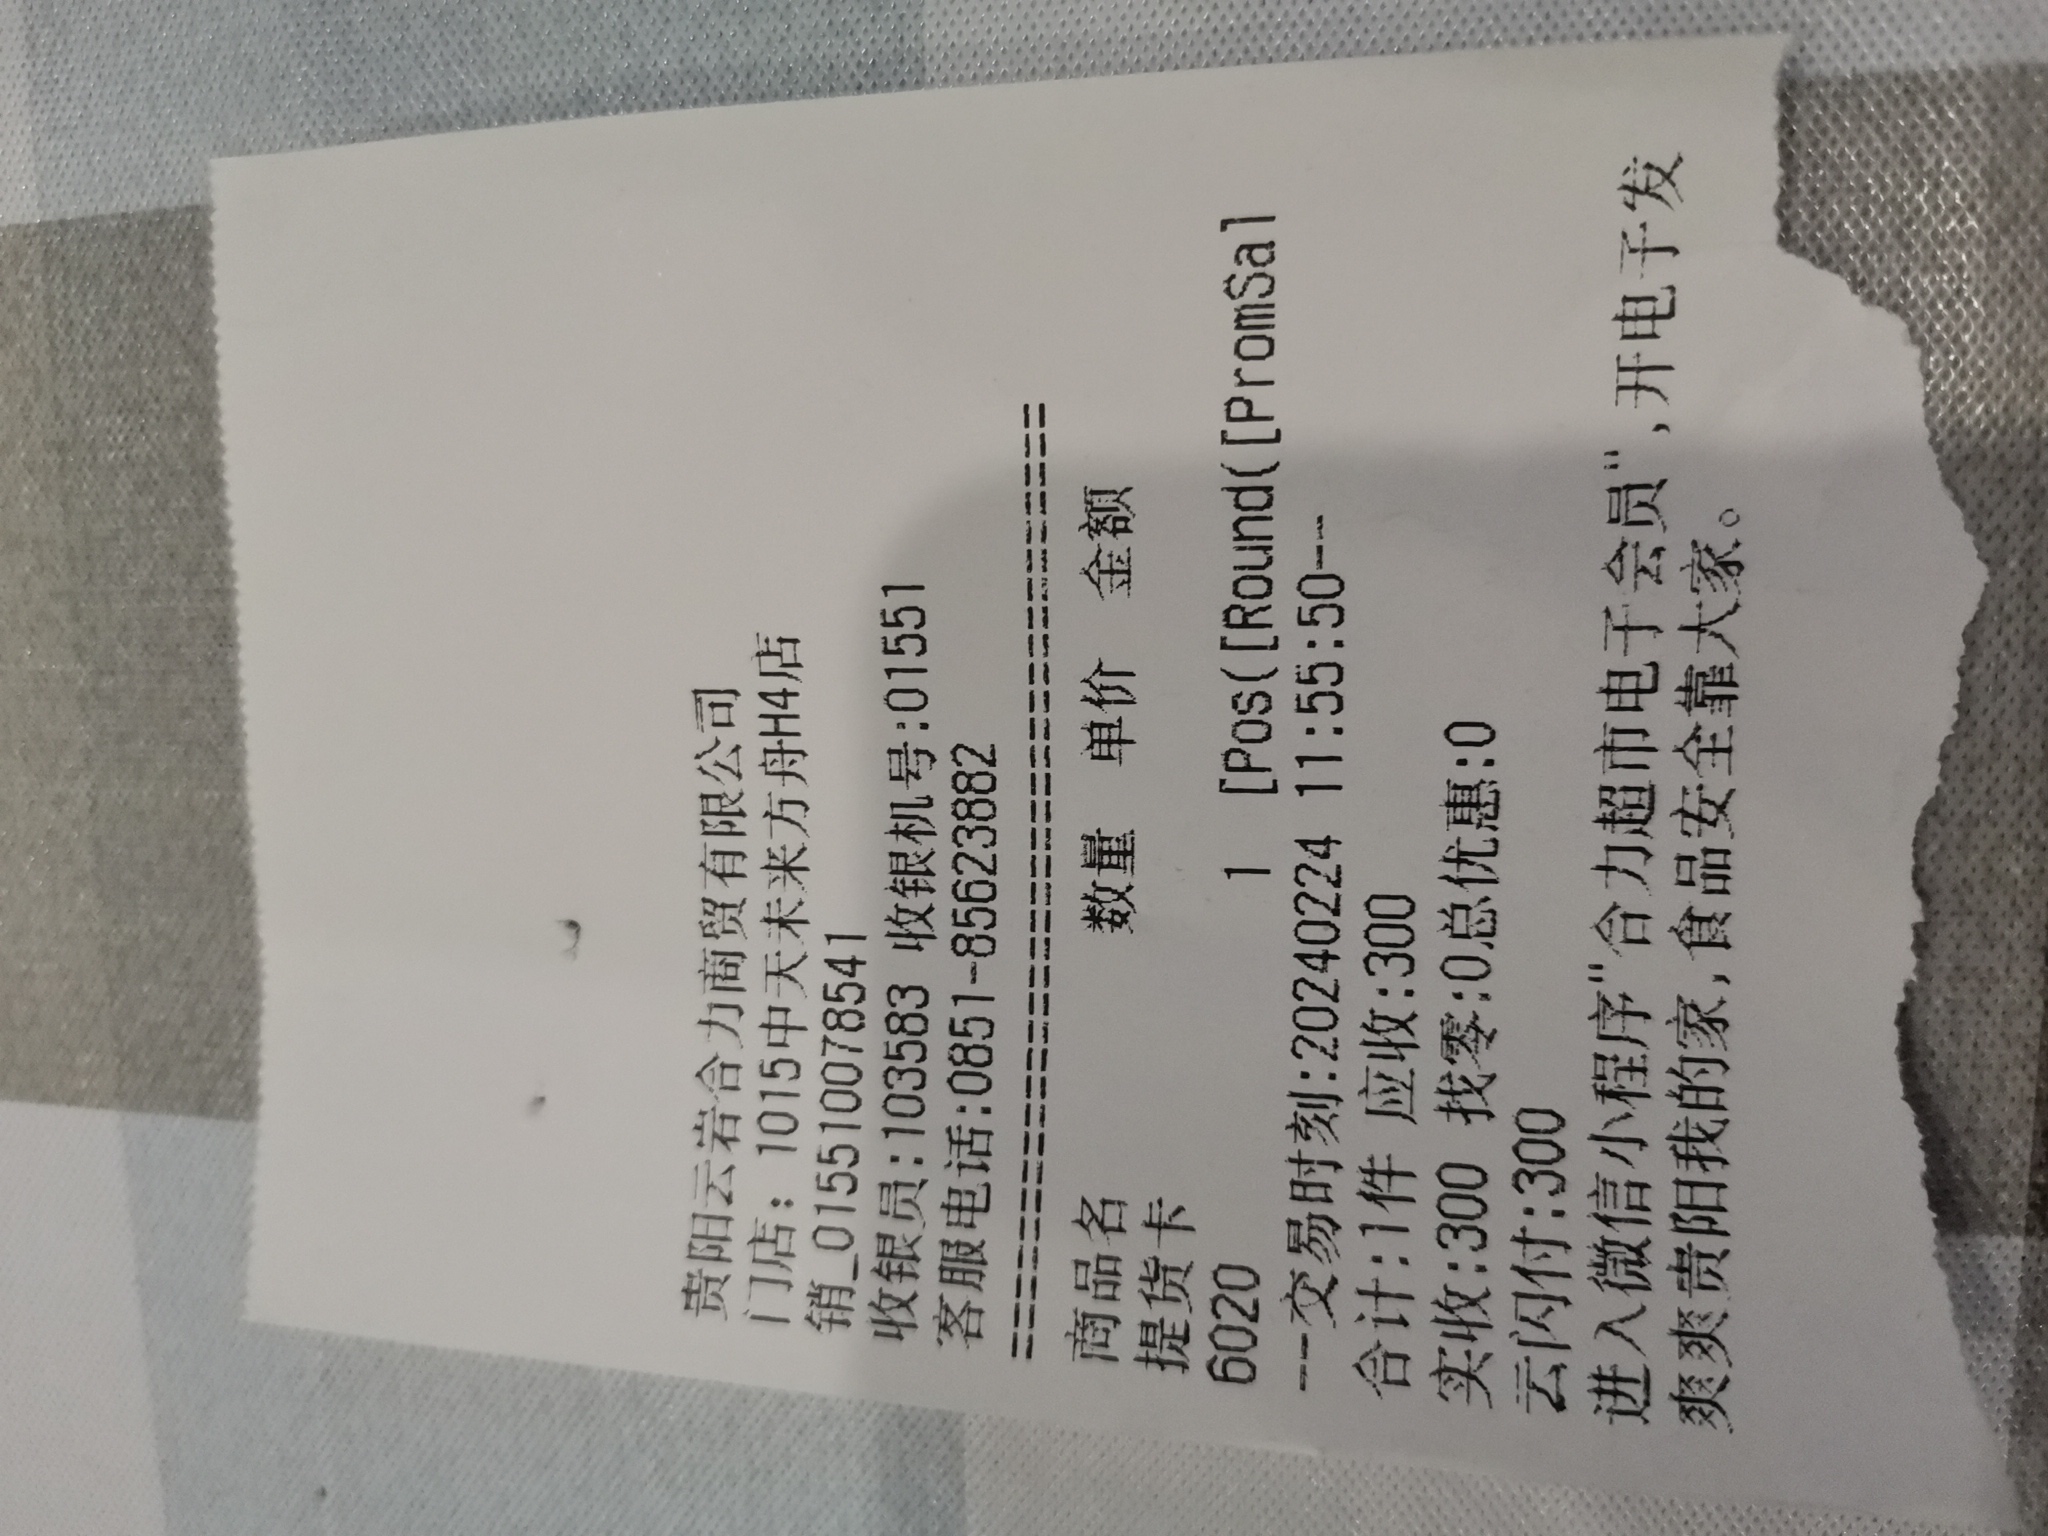 贵阳云岩合力商贸有限公司
门店：1015中天未来方舟H4店
销_0155100785​41
收银员:103583 收银机号:01551
客服电话:0851-85623882
================================
商品名 数量 单价 金额
提货卡
6020 1 [Pos([Round([PromSal
---交易时刻:20240224 11:55:50---
合计:1件 应收:300
实收:300 找零:0总优惠:0
云闪付:300
进入微信小程序"合力超市电子会员",开电子发
爽爽贵阳我的家,食品安全靠大家。